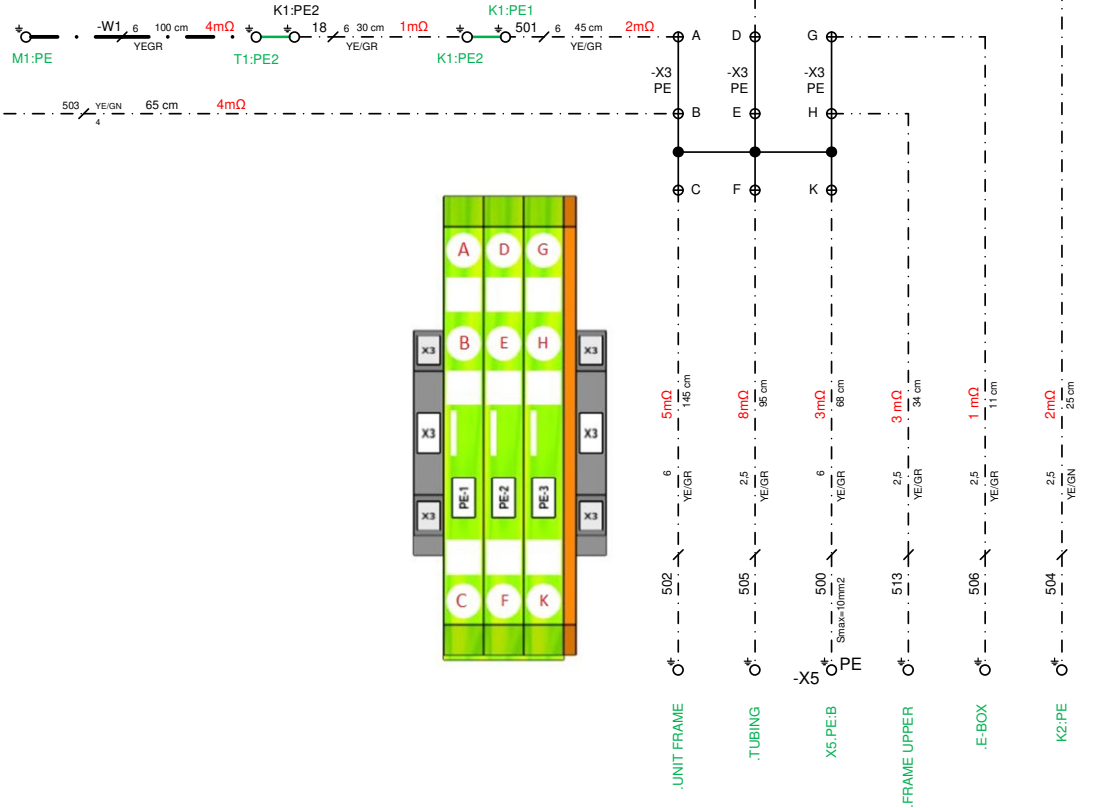 K1:PE2
K1:PE1
-W1 6 100 cm 4mΩ 18 6 30 cm 1mΩ 501 6 45 cm 2mΩ
YEGR YE/GR YE/GR
M1:PE T1:PE2 K1:PE2
A D G
-X3 -X3 -X3
PE PE PE
503 YE/GN 65 cm 4mΩ
4
B E H
C F K
A D G
B E H
X3 X3
X3 X3
X3 X3
PE-1 PE-2 PE-3
C F K
5mΩ 145 cm
8mΩ 95 cm
3mΩ 68 cm
3 mΩ 34 cm
1 mΩ 11 cm
2mΩ 25 cm
6 YE/GR
2,5 YE/GR
6 YE/GR
2,5 YE/GR
2,5 YE/GR
2,5 YE/GN
502
505
500
Smax=10mm2
513
506
504
-X5 PE
.UNIT FRAME
.TUBING
X5.PE:B
.FRAME UPPER
.E-BOX
K2:PE